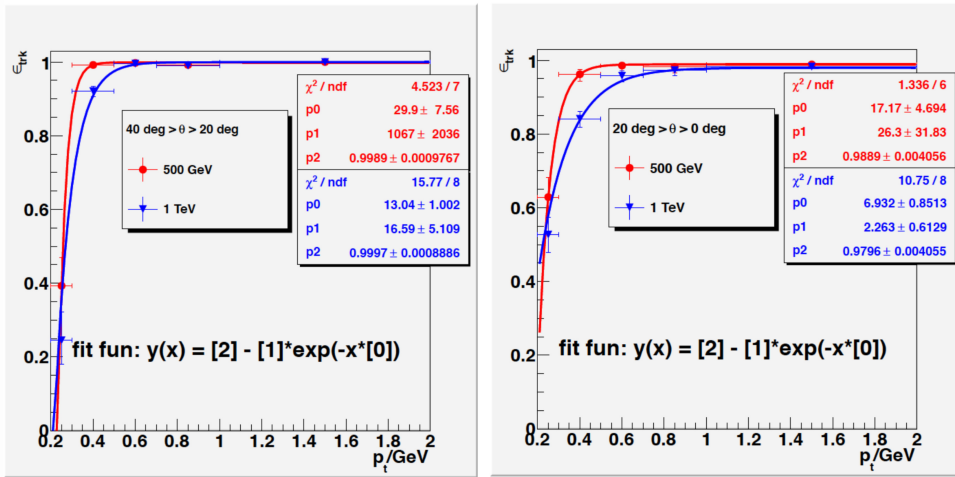 ϵtrk
1
0.8
0.6
0.4
0.2
0
0.2 0.4 0.6 0.8 1 1.2 1.4 1.6 1.8 2
pt/GeV
40 deg > θ > 20 deg
500 GeV
1 TeV
χ² / ndf 4.523 / 7
p0 29.9 ± 7.56
p1 1067 ± 2036
p2 0.9989 ± 0.0009767
χ² / ndf 15.77 / 8
p0 13.04 ± 1.002
p1 16.59 ± 5.109
p2 0.9997 ± 0.0008886
fit fun: y(x) = [2] - [1]*exp(-x*[0])
ϵtrk
1
0.8
0.6
0.4
0.2
0
0.2 0.4 0.6 0.8 1 1.2 1.4 1.6 1.8 2
pt/GeV
20 deg > θ > 0 deg
500 GeV
1 TeV
χ² / ndf 1.336 / 6
p0 17.17 ± 4.694
p1 26.3 ± 31.83
p2 0.9889 ± 0.004056
χ² / ndf 10.75 / 8
p0 6.932 ± 0.8513
p1 2.263 ± 0.6129
p2 0.9796 ± 0.004055
fit fun: y(x) = [2] - [1]*exp(-x*[0])